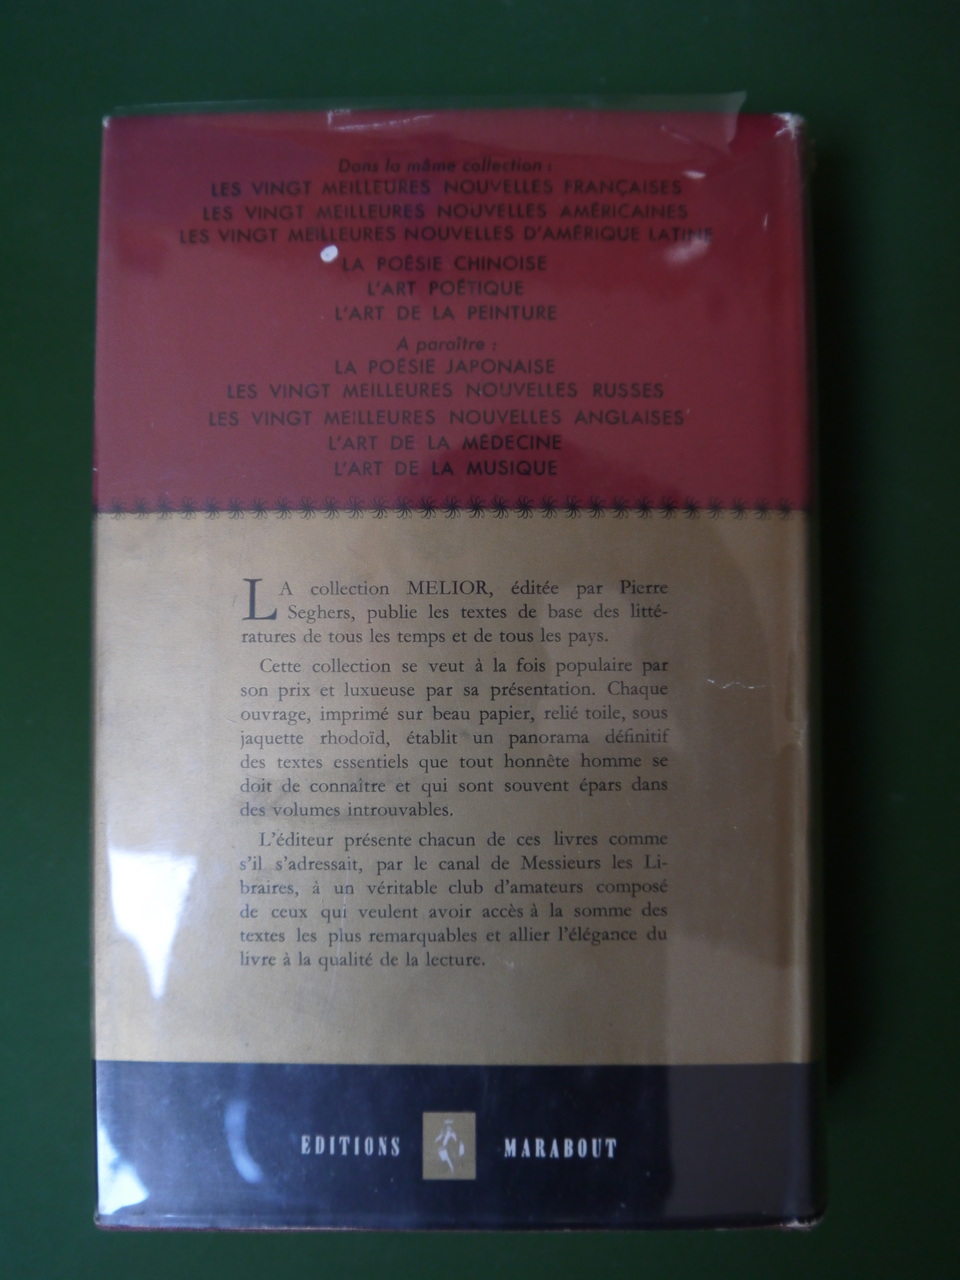 Dans la même collection :
LES VINGT MEILLEURES NOUVELLES FRANÇAISES
LES VINGT MEILLEURES NOUVELLES AMÉRICAINES
LES VINGT MEILLEURES NOUVELLES D'AMÉRIQUE LATINE
LA POÉSIE CHINOISE
L'ART POÉTIQUE
L'ART DE LA PEINTURE
A paraître :
LA POÉSIE JAPONAISE
LES VINGT MEILLEURES NOUVELLES RUSSES
LES VINGT MEILLEURES NOUVELLES ANGLAISES
L'ART DE LA MÉDECINE
L'ART DE LA MUSIQUE
LA collection MELIOR, éditée par Pierre
Seghers, publie les textes de base des litté-
ratures de tous les temps et de tous les pays.
Cette collection se veut à la fois populaire par
son prix et luxueuse par sa présentation. Chaque
ouvrage, imprimé sur beau papier, relié toile, sous
jaquette rhodoïd, établit un panorama définitif
des textes essentiels que tout honnête homme se
doit de connaître et qui sont souvent épars dans
des volumes introuvables.
L'éditeur présente chacun de ces livres comme
s'il s'adressait, par le canal de Messieurs les Li-
braires, à un véritable club d'amateurs composé
de ceux qui veulent avoir accès à la somme des
textes les plus remarquables et allier l'élégance du
livre à la qualité de la lecture.
EDITIONS MARABOUT